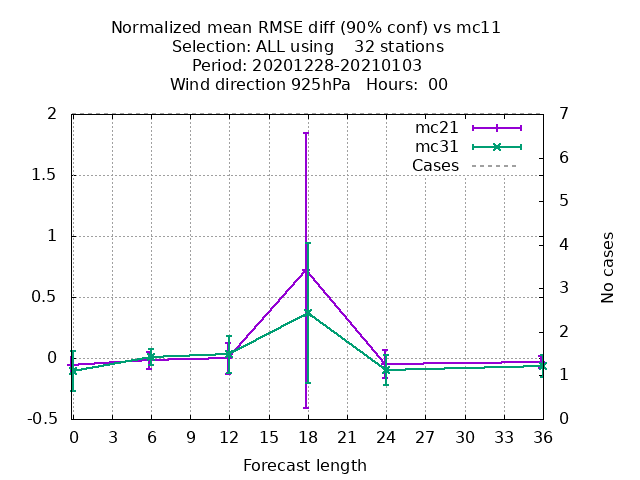 Normalized mean RMSE diff (90% conf) vs mc11
Selection: ALL using    32 stations
Period: 20201228-20210103
Wind direction 925hPa   Hours:  00
2
1.5
1
0.5
0
-0.5
7
6
5
4
3
2
1
0
mc21
mc31
Cases
No cases
0 3 6 9 12 15 18 21 24 27 30 33 36
Forecast length